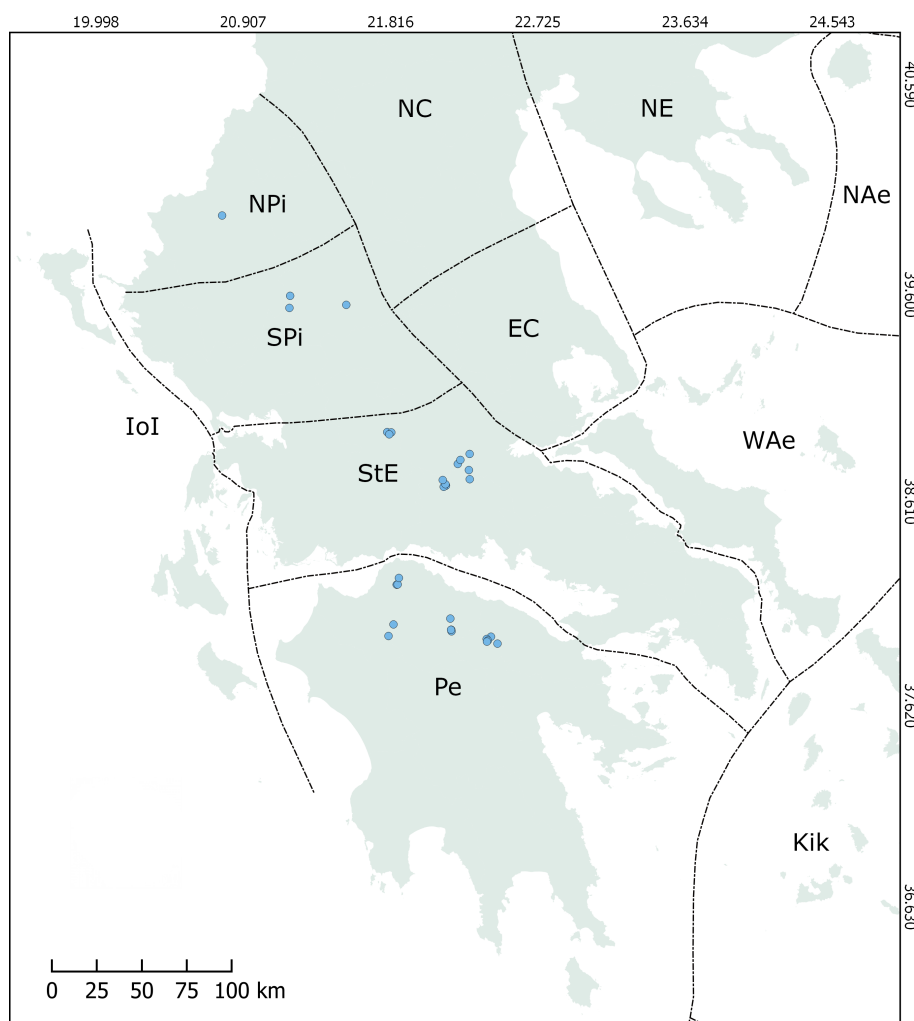 19.998 20.907 21.816 22.725 23.634 24.543
40.590
NC NE
NPi NAe
39.600
SPi EC
IoI WAe
StE
38.610
Pe
37.620
Kik
36.630
0 25 50 75 100 km